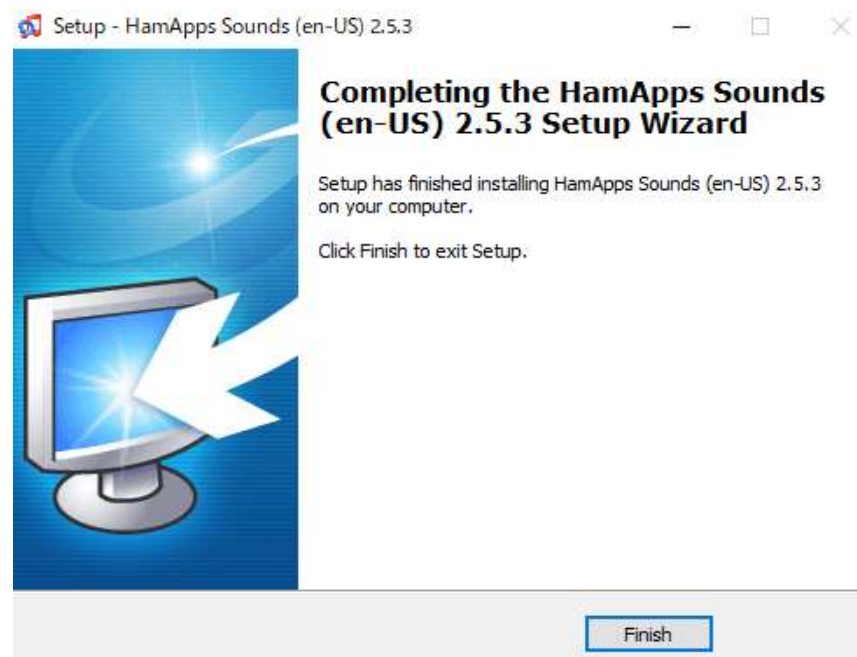 Setup - HamApps Sounds (en-US) 2.5.3
Completing the HamApps Sounds
(en-US) 2.5.3 Setup Wizard
Setup has finished installing HamApps Sounds (en-US) 2.5.3
on your computer.
Click Finish to exit Setup.
Finish